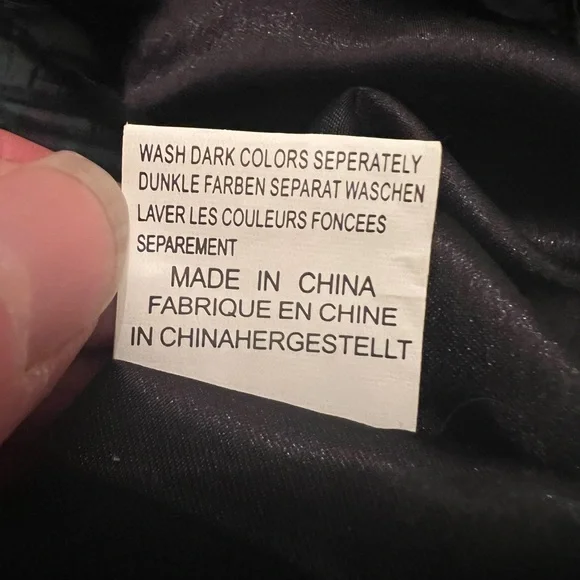 WASH DARK COLORS SEPERATELY
DUNKLE FARBEN SEPARAT WASCHEN
LAVER LES COULEURS FONCEES
SEPAREMENT
MADE IN CHINA
FABRIQUE EN CHINE
IN CHINAHERGESTELLT